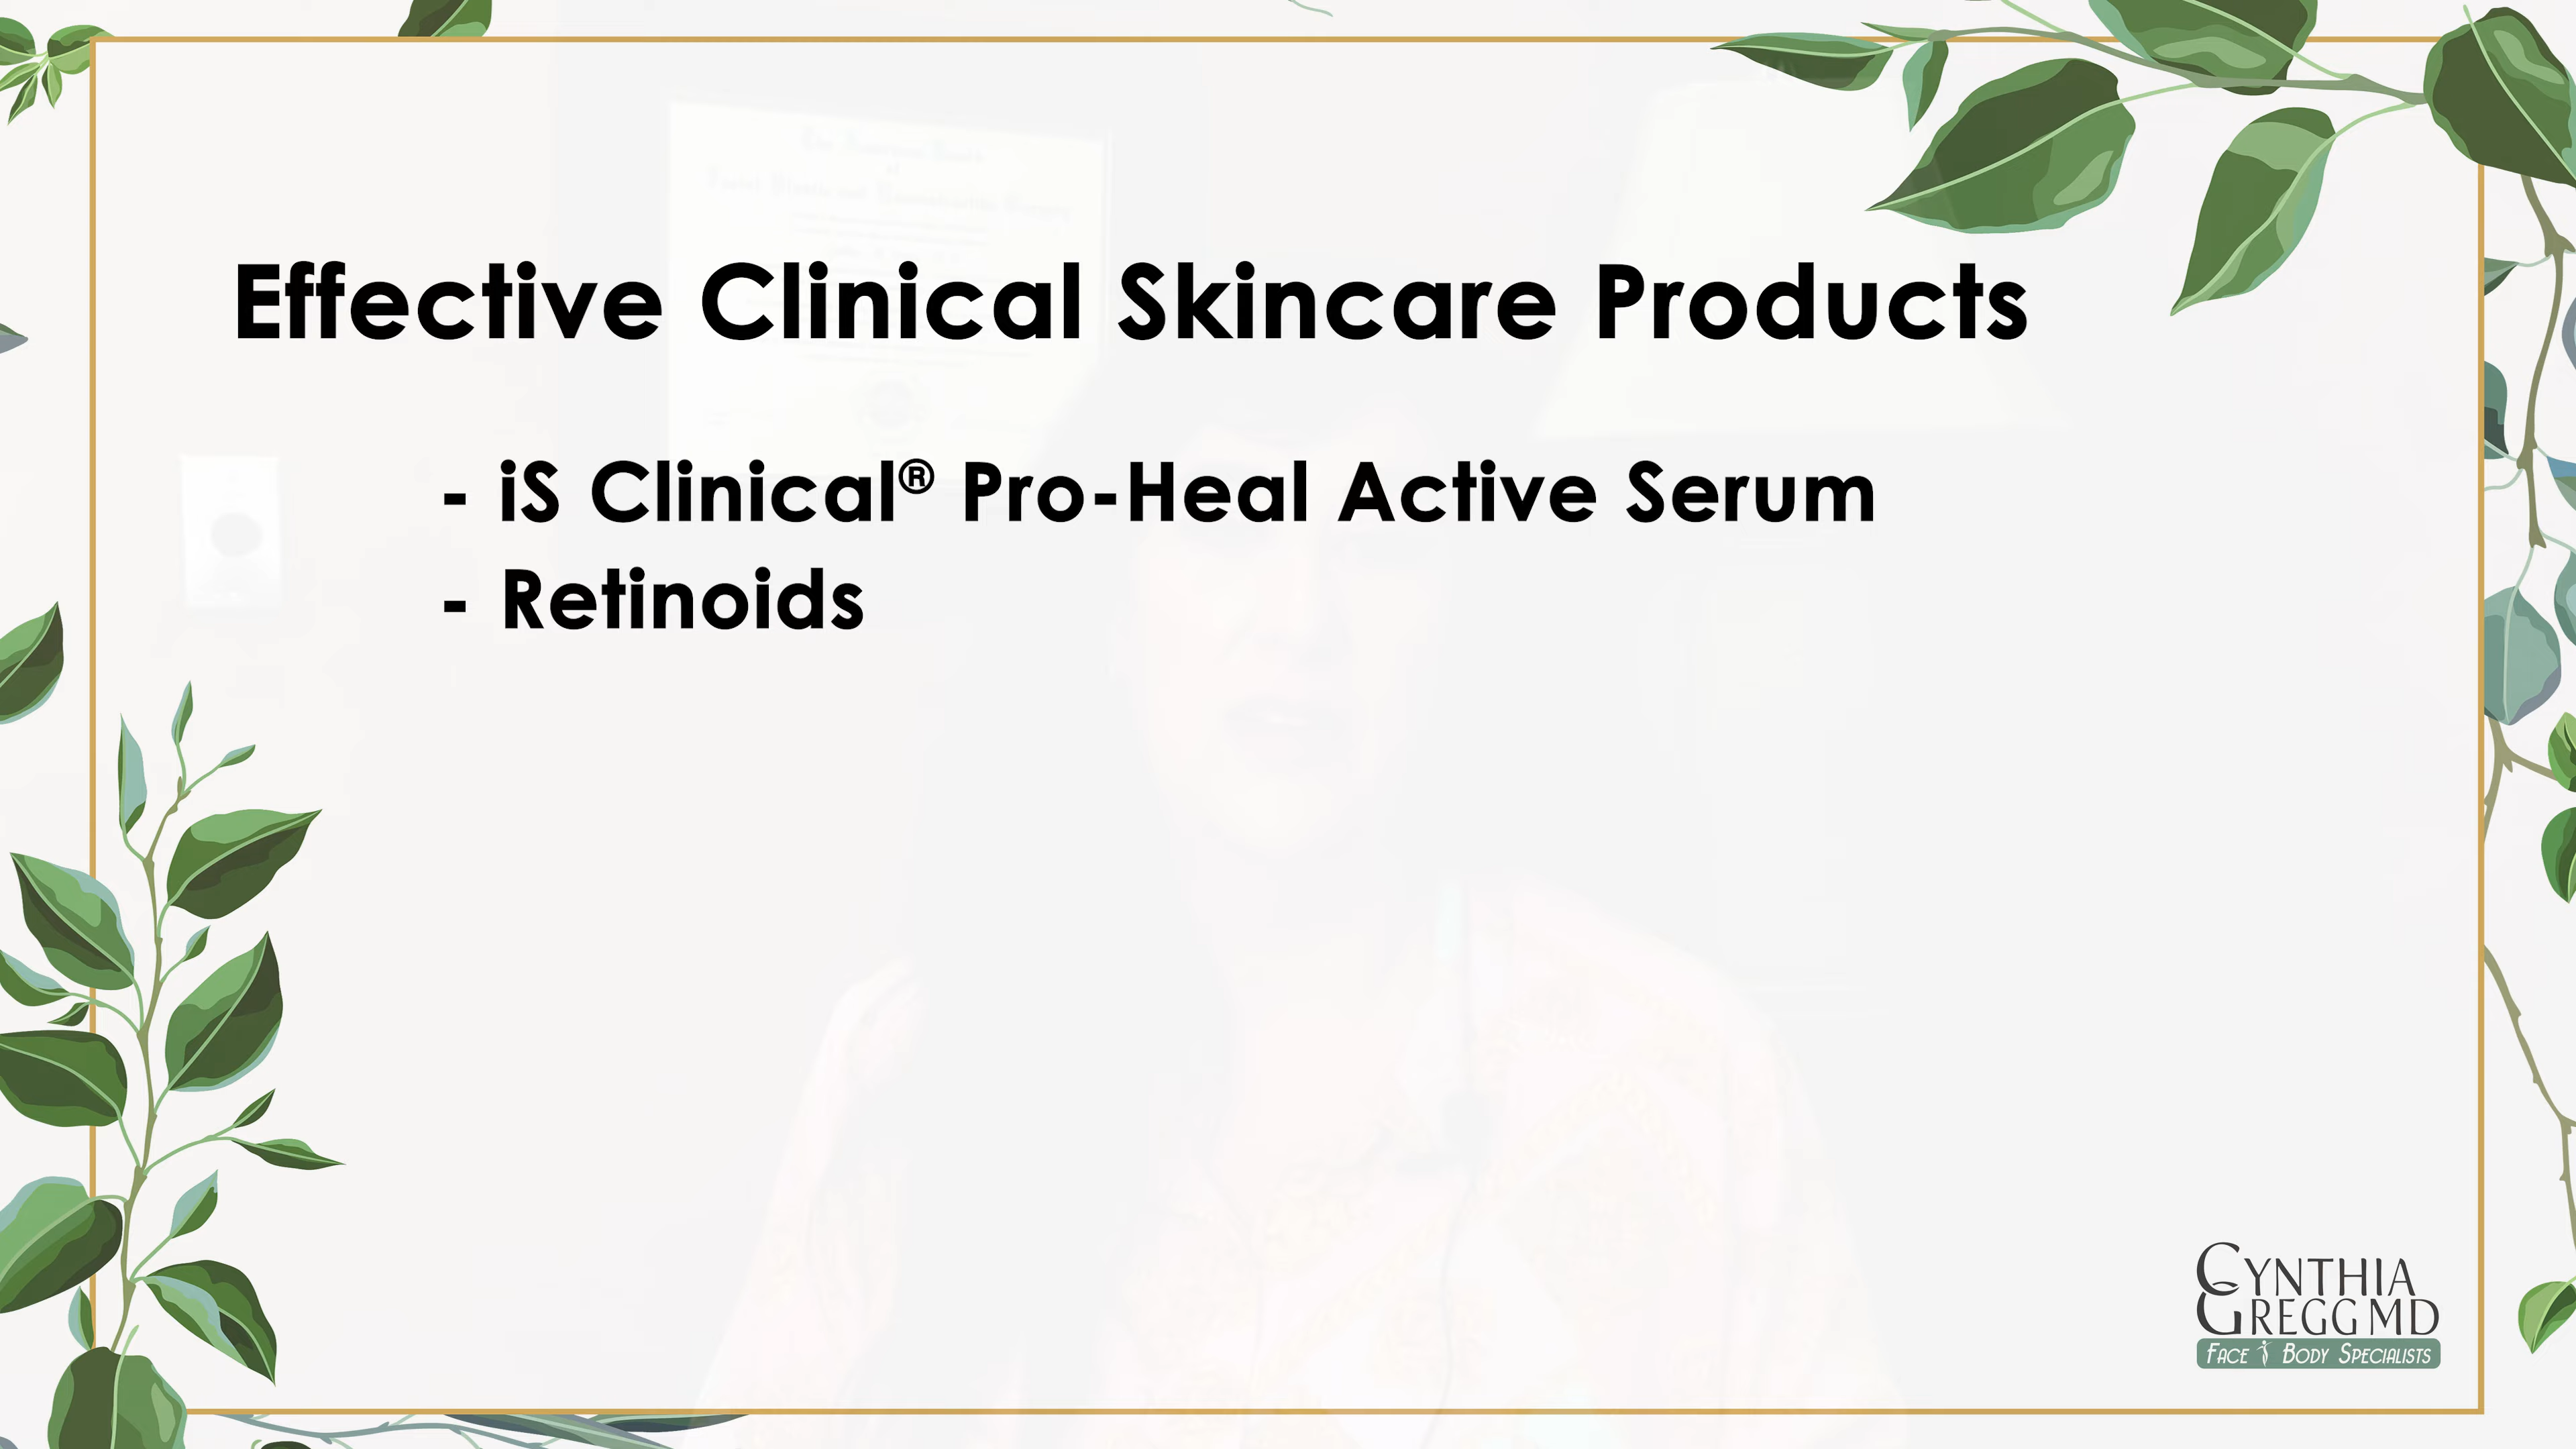 Effective Clinical Skincare Products
- iS Clinical® Pro-Heal Active Serum
- Retinoids
CYNTHIA
GREGG MD
FACE BODY SPECIALISTS